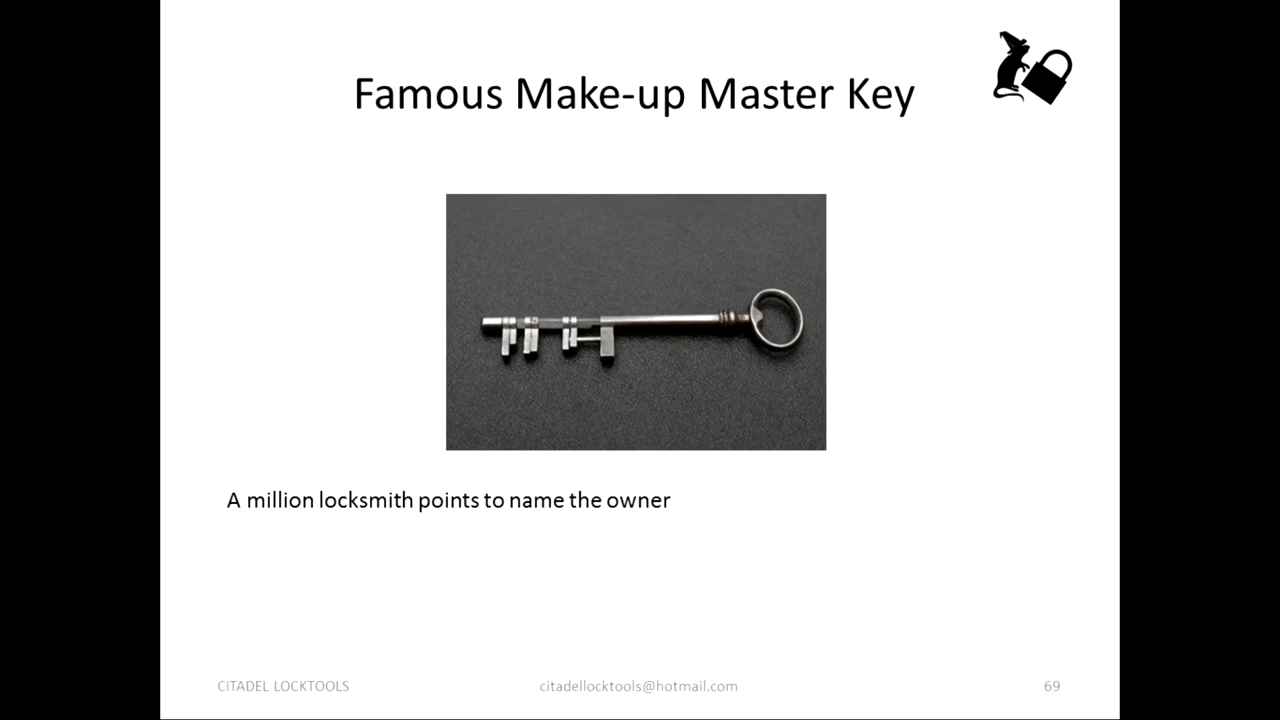 Famous Make-up Master Key
A million locksmith points to name the owner
CITADEL LOCKTOOLS
citadellocktools@hotmail.com
69